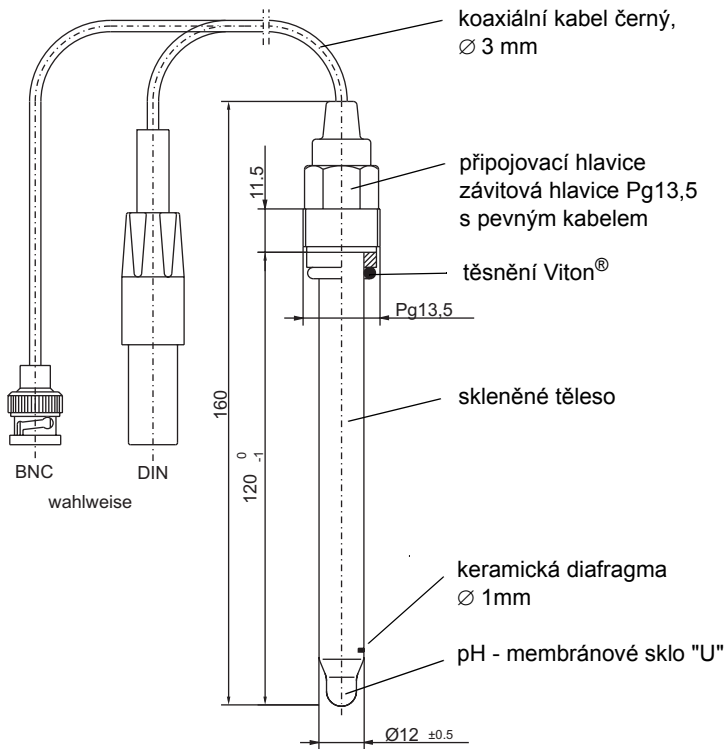 koaxiální kabel černý,
∅ 3 mm
připojovací hlavice
závitová hlavice Pg13,5
s pevným kabelem
11.5
těsnění Viton®
Pg13,5
skleněné těleso
160
120 0 -1
BNC
DIN
wahlweise
keramická diafragma
∅ 1mm
pH - membránové sklo "U"
Ø12 ±0.5